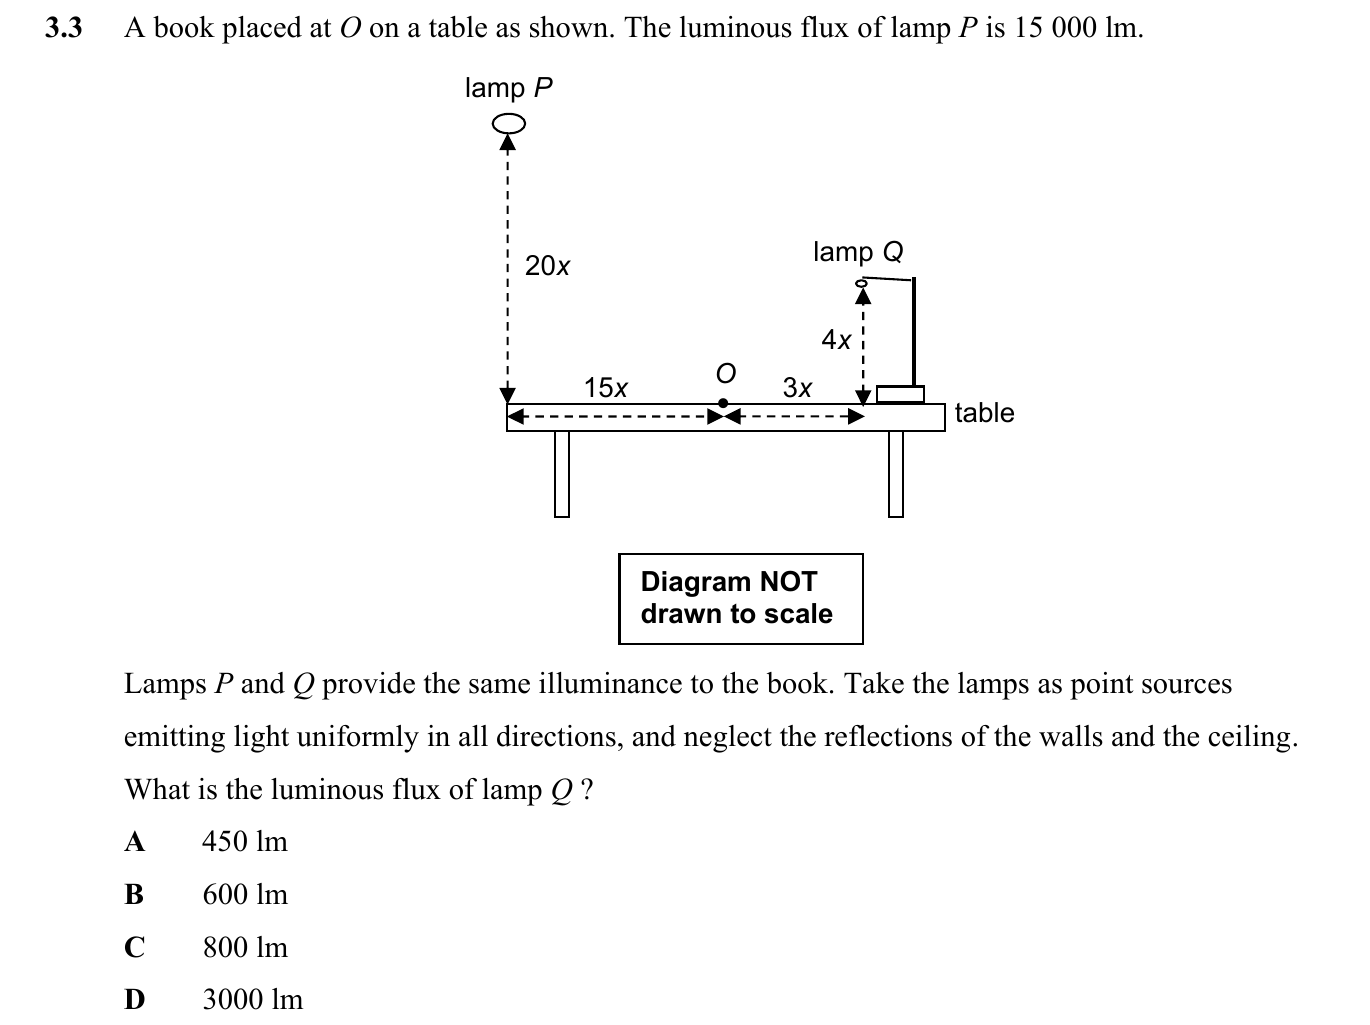 3.3 A book placed at O on a table as shown. The luminous flux of lamp P is 15 000 lm.
lamp P
20x
lamp Q
4x
15x
O
3x
table
Diagram NOT
drawn to scale
Lamps P and Q provide the same illuminance to the book. Take the lamps as point sources
emitting light uniformly in all directions, and neglect the reflections of the walls and the ceiling.
What is the luminous flux of lamp Q ?
A 450 lm
B 600 lm
C 800 lm
D 3000 lm